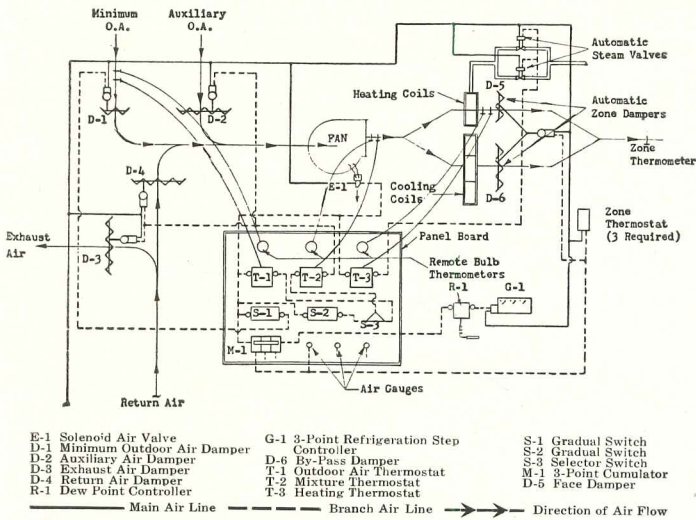 Minimum
O.A.
Auxiliary
O.A.
Automatic
Steam Valves
Heating Coils
D-5
Automatic
Zone Dampers
D-1
D-2
FAN
Zone
Thermometer
D-4
E-1
Cooling
Coils
D-6
Exhaust
Air
D-3
Panel Board
Zone
Thermostat
(3 Required)
Remote Bulb
Thermometers
T-1
T-2
T-3
R-1
G-1
S-1
S-2
S-3
M-1
Air Gauges
Return Air
E-1 Solenoid Air Valve
D-1 Minimum Outdoor Air Damper
D-2 Auxiliary Air Damper
D-3 Exhaust Air Damper
D-4 Return Air Damper
R-1 Dew Point Controller
G-1 3-Point Refrigeration Step
Controller
D-6 By-Pass Damper
T-1 Outdoor Air Thermostat
T-2 Mixture Thermostat
T-3 Heating Thermostat
S-1 Gradual Switch
S-2 Gradual Switch
S-3 Selector Switch
M-1 3-Point Cumulator
D-5 Face Damper
Main Air Line
Branch Air Line
Direction of Air Flow